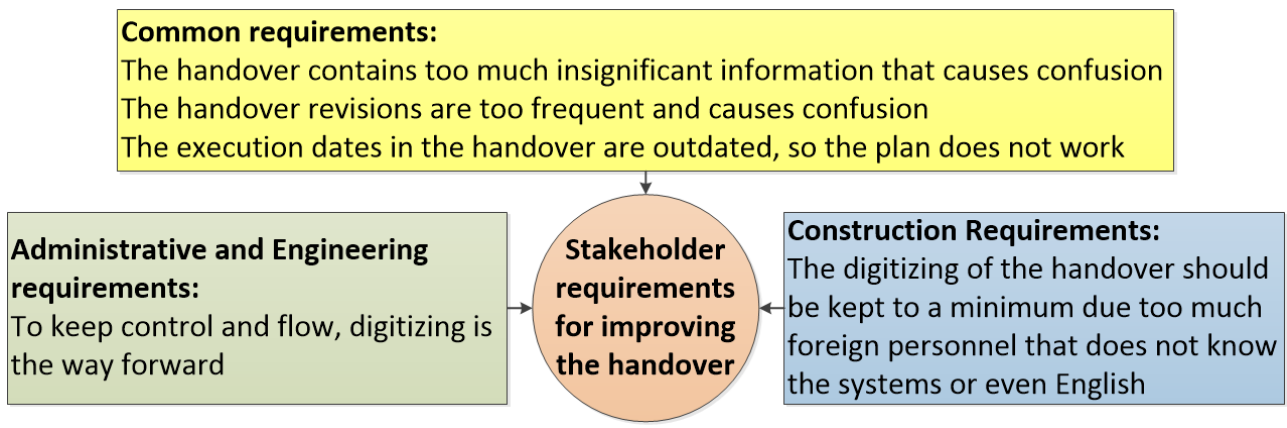 Common requirements:
The handover contains too much insignificant information that causes confusion
The handover revisions are too frequent and causes confusion
The execution dates in the handover are outdated, so the plan does not work
Administrative and Engineering
requirements:
To keep control and flow, digitizing is
the way forward
Stakeholder
requirements
for improving
the handover
Construction Requirements:
The digitizing of the handover should
be kept to a minimum due too much
foreign personnel that does not know
the systems or even English